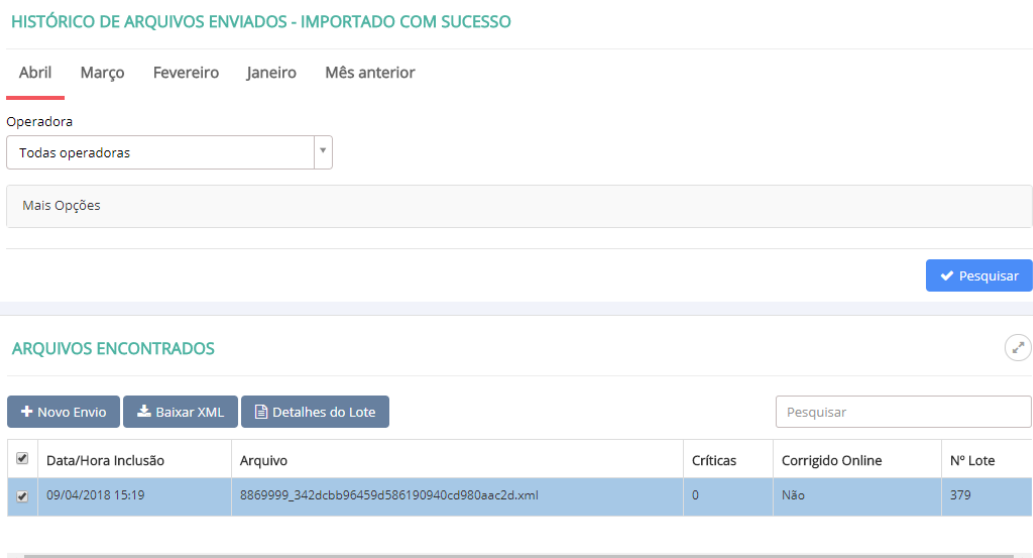 HISTÓRICO DE ARQUIVOS ENVIADOS - IMPORTADO COM SUCESSO
Abril Março Fevereiro Janeiro Mês anterior
Operadora
Todas operadoras
Mais Opções
Pesquisar
ARQUIVOS ENCONTRADOS
Novo Envio Baixar XML Detalhes do Lote Pesquisar
Data/Hora Inclusão Arquivo Críticas Corrigido Online Nº Lote
09/04/2018 15:19 8869999_342dcbb96459d586190940cd980aac2d.xml 0 Não 379